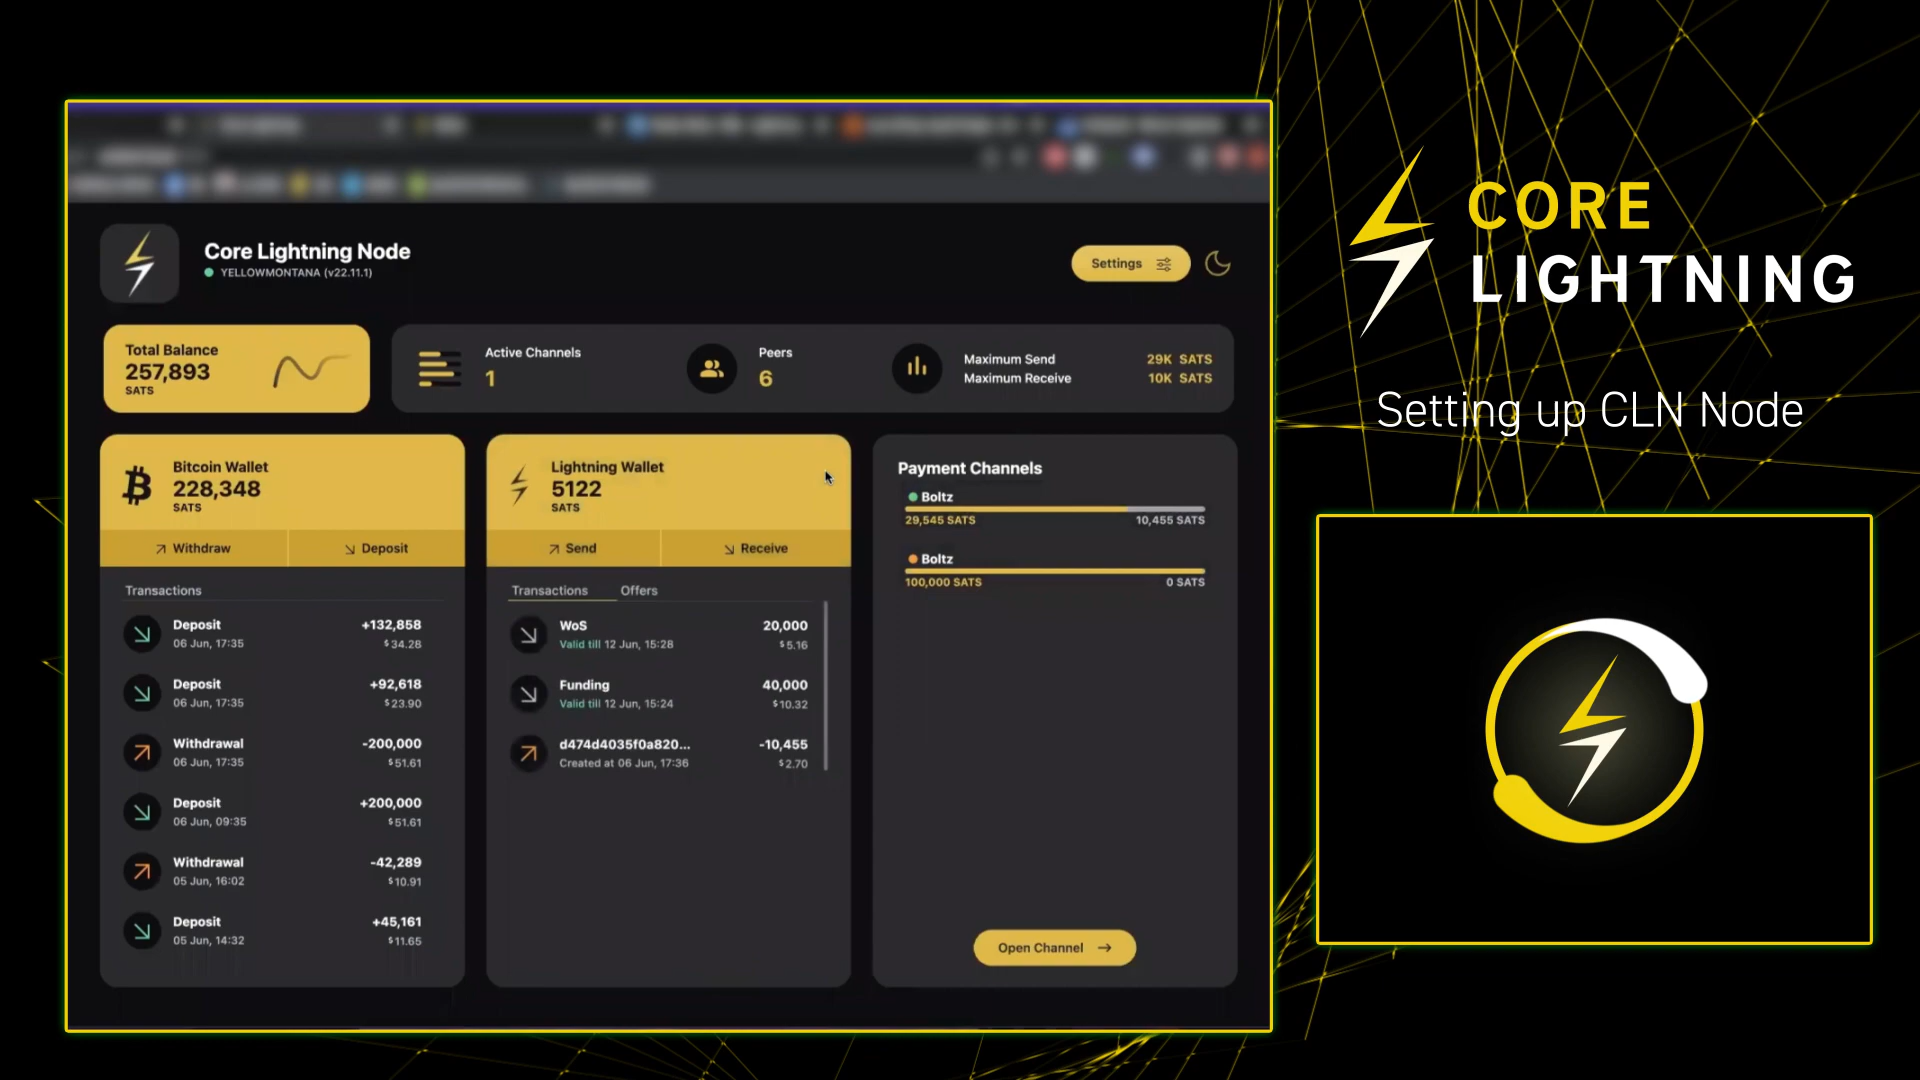 Core Lightning Node
YELLOWMONTANA (v22.11.1)
Settings
Total Balance
257,893
SATS
Active Channels
1
Peers
6
Maximum Send 29K SATS
Maximum Receive 10K SATS
Bitcoin Wallet
228,348
SATS
Withdraw Deposit
Transactions
Deposit +132,858
06 Jun, 17:35 $34.28
Deposit +92,618
06 Jun, 17:35 $23.90
Withdrawal -200,000
06 Jun, 17:35 $51.61
Deposit +200,000
06 Jun, 09:35 $51.61
Withdrawal -42,289
05 Jun, 16:02 $10.91
Deposit +45,161
05 Jun, 14:32 $11.65
Lightning Wallet
5122
SATS
Send Receive
Transactions Offers
WoS 20,000
Valid till 12 Jun, 15:28 $5.16
Funding 40,000
Valid till 12 Jun, 15:24 $10.32
d474d4035f0a820... -10,455
Created at 06 Jun, 17:36 $2.70
Payment Channels
Boltz
29,545 SATS 10,455 SATS
Boltz
100,000 SATS 0 SATS
Open Channel
CORE
LIGHTNING
Setting up CLN Node